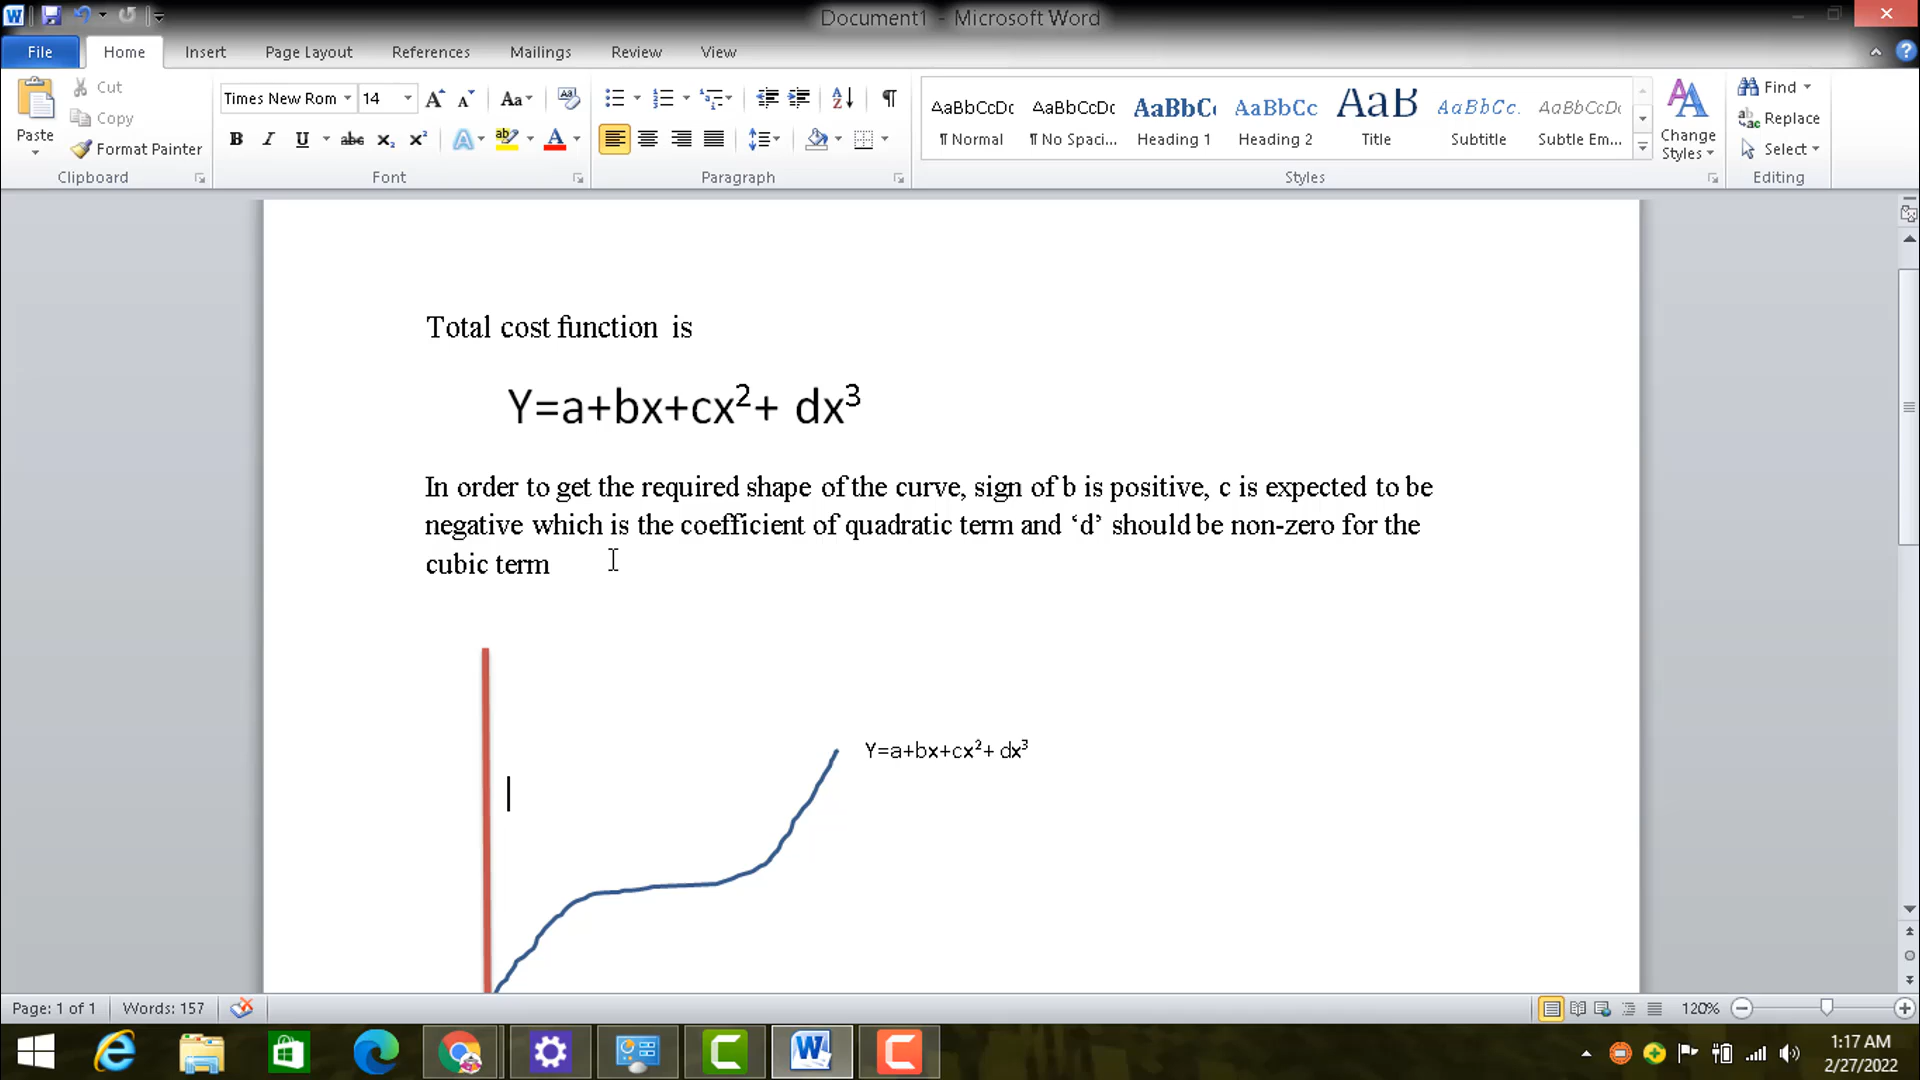 Document1 - Microsoft Word
File Home Insert Page Layout References Mailings Review View
Paste
Cut
Copy
Format Painter
Clipboard
Times New Rom 14
Font
Paragraph
AaBbCcDc AaBbCcDc AaBbC AaBbCc AaB AaBbCc. AaBbCcDc
¶ Normal ¶ No Spaci... Heading 1 Heading 2 Title Subtitle Subtle Em...
Styles
Change Styles
Find
Replace
Select
Editing
Total cost function is
Y=a+bx+cx²+ dx³
In order to get the required shape of the curve, sign of b is positive, c is expected to be
negative which is the coefficient of quadratic term and ‘d’ should be non-zero for the
cubic term
Y=a+bx+cx²+ dx³
Page: 1 of 1 Words: 157 120%
1:17 AM
2/27/2022